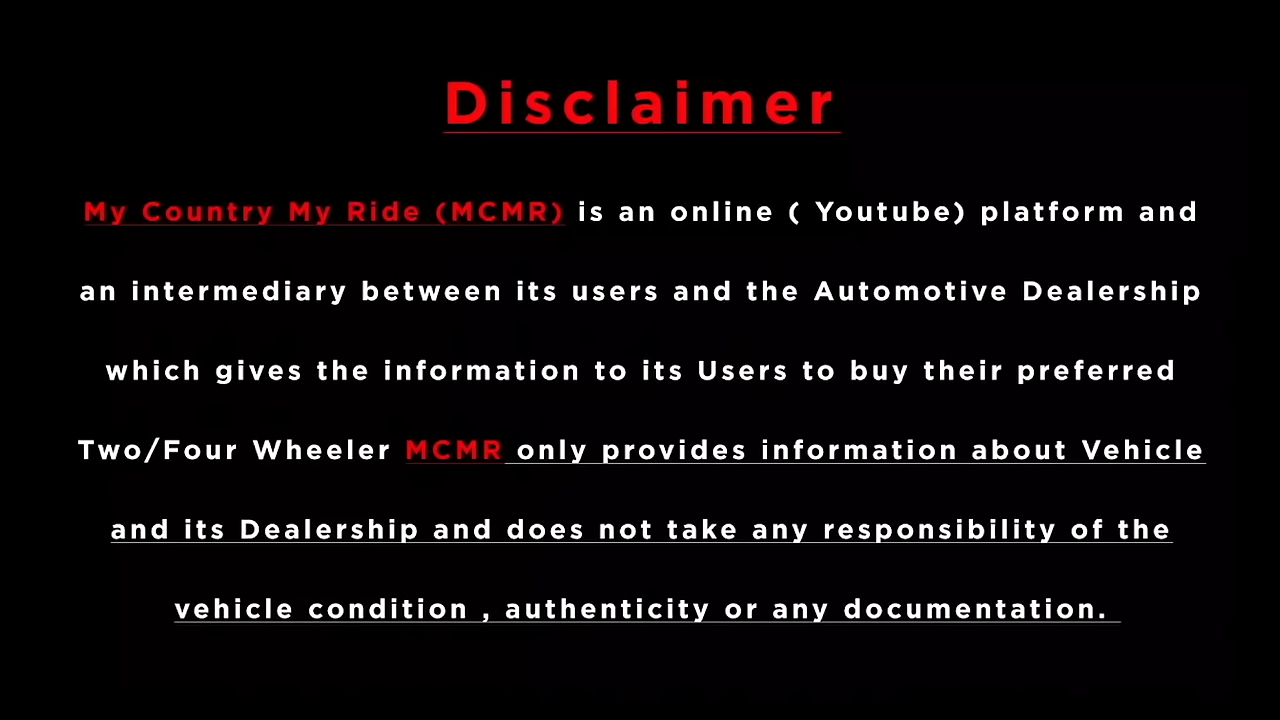 Disclaimer
My Country My Ride (MCMR) is an online ( Youtube) platform and
an intermediary between its users and the Automotive Dealership
which gives the information to its Users to buy their preferred
Two/Four Wheeler MCMR only provides information about Vehicle
and its Dealership and does not take any responsibility of the
vehicle condition , authenticity or any documentation.